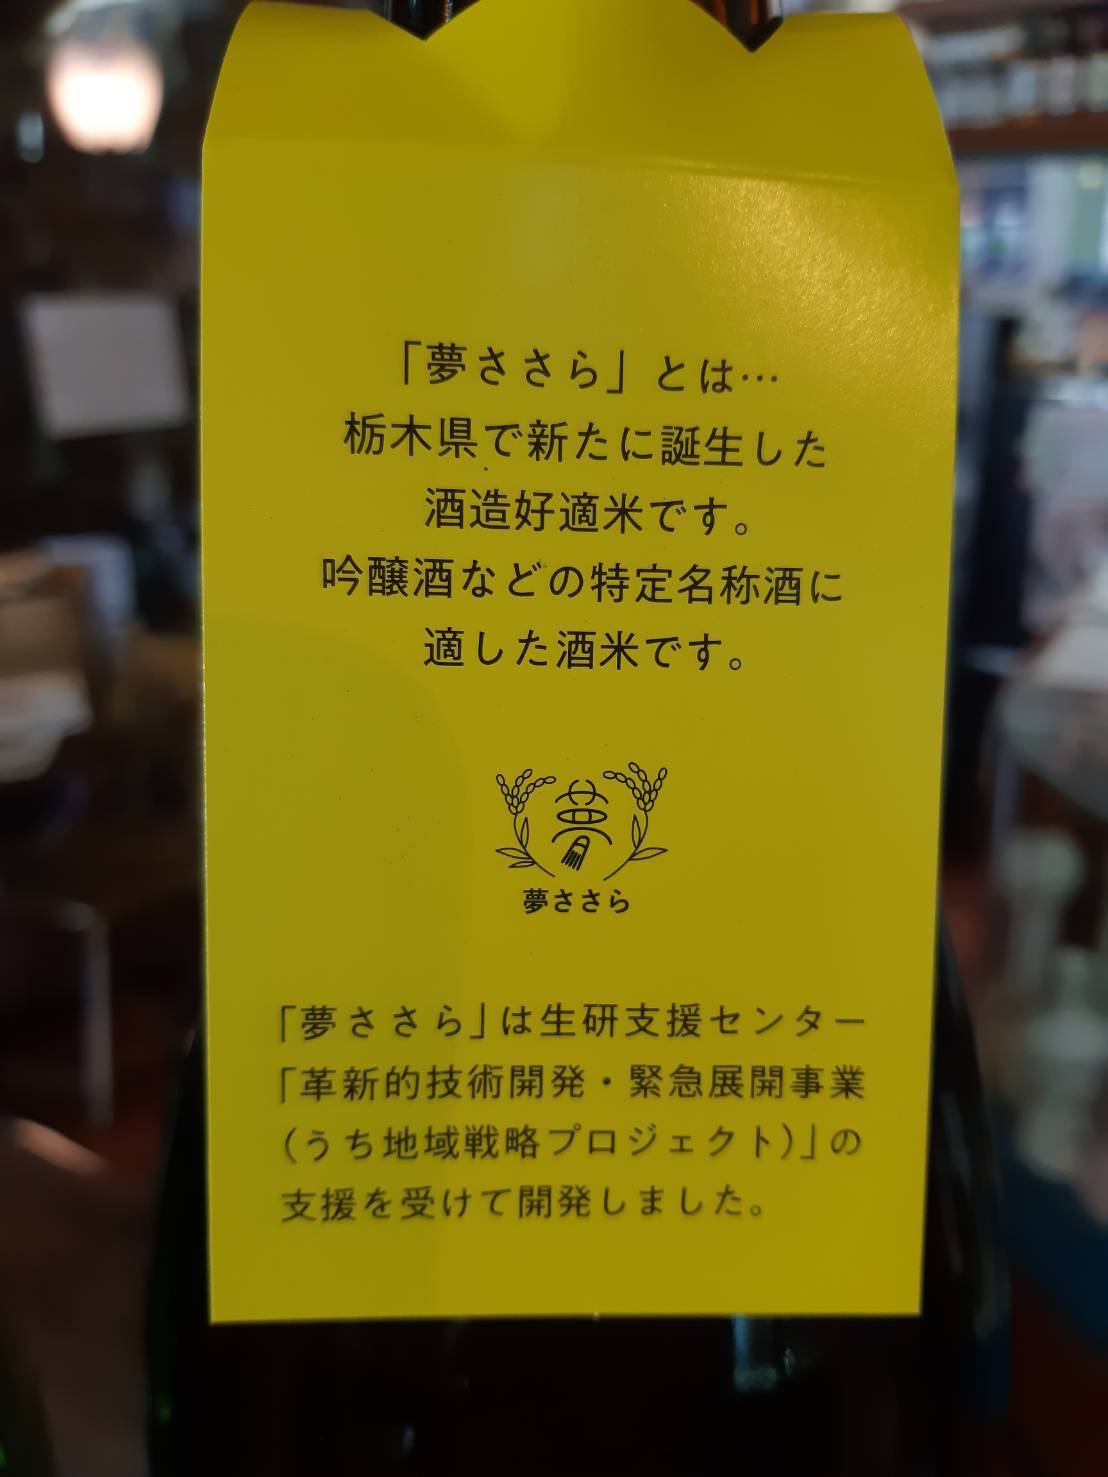 「夢ささら」とは…
栃木県で新たに誕生した
酒造好適米です。
吟醸酒などの特定名称酒に
適した酒米です。
夢
夢ささら
「夢ささら」は生研支援センター
「革新的技術開発・緊急展開事業
(うち地域戦略プロジェクト)」の
支援を受けて開発しました。